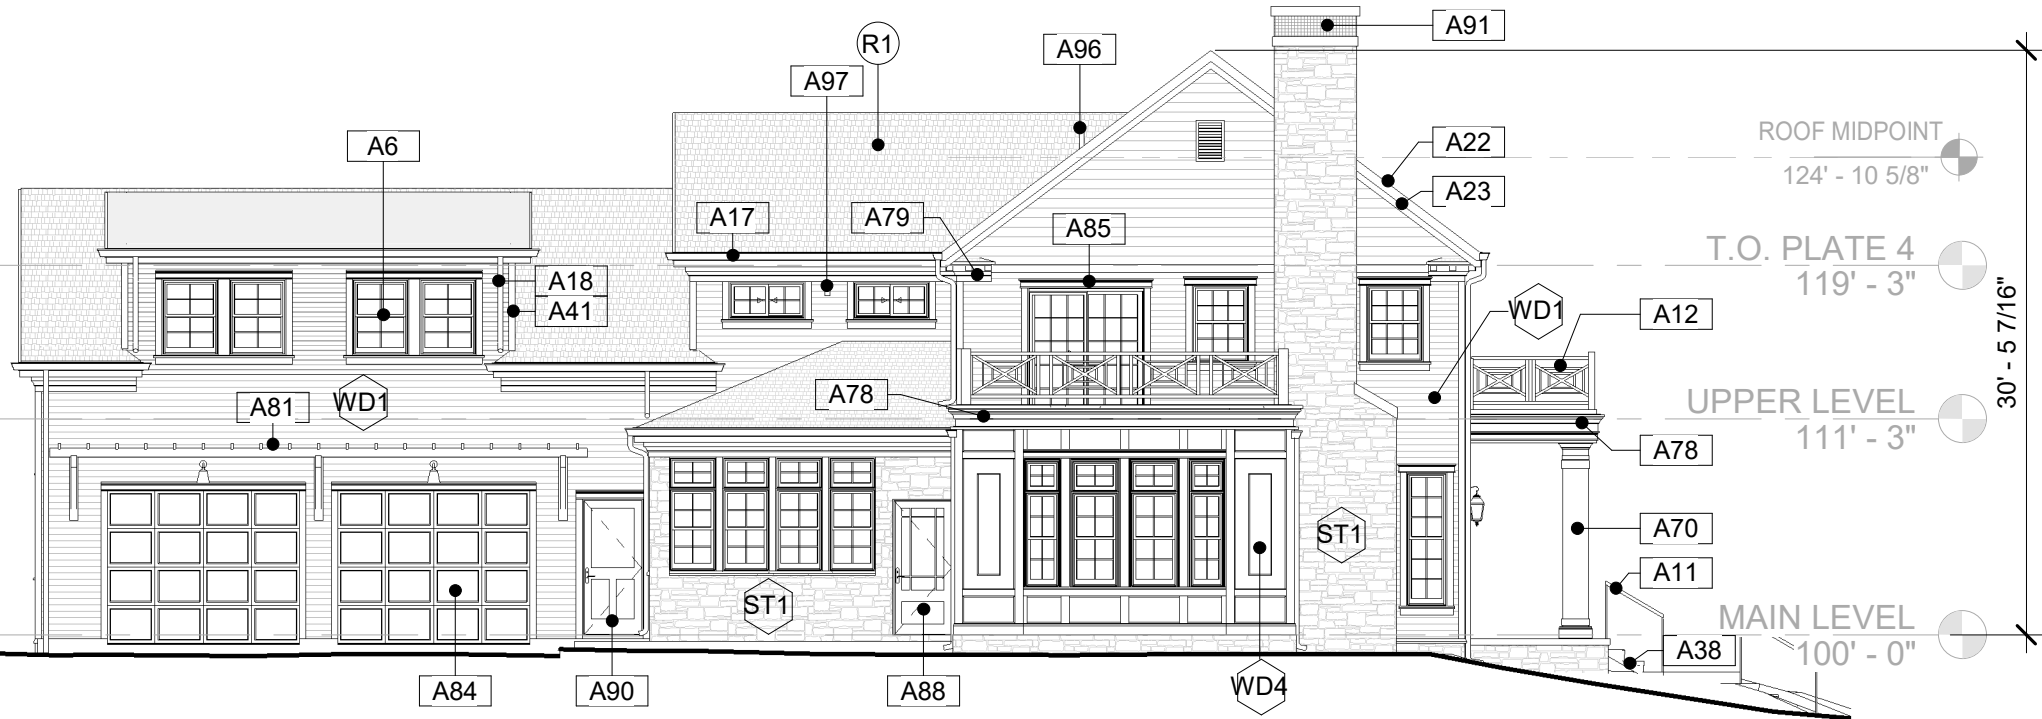 A91
R1
A96
A97
A6
A22
ROOF MIDPOINT
124' - 10 5/8"
A23
A17
A79
A85
T.O. PLATE 4
119' - 3"
A18
A41
WD1
A12
30' - 5 7/16"
A81
WD1
A78
UPPER LEVEL
111' - 3"
A78
ST1
A70
A11
ST1
MAIN LEVEL
100' - 0"
A38
A84
A90
A88
WD4